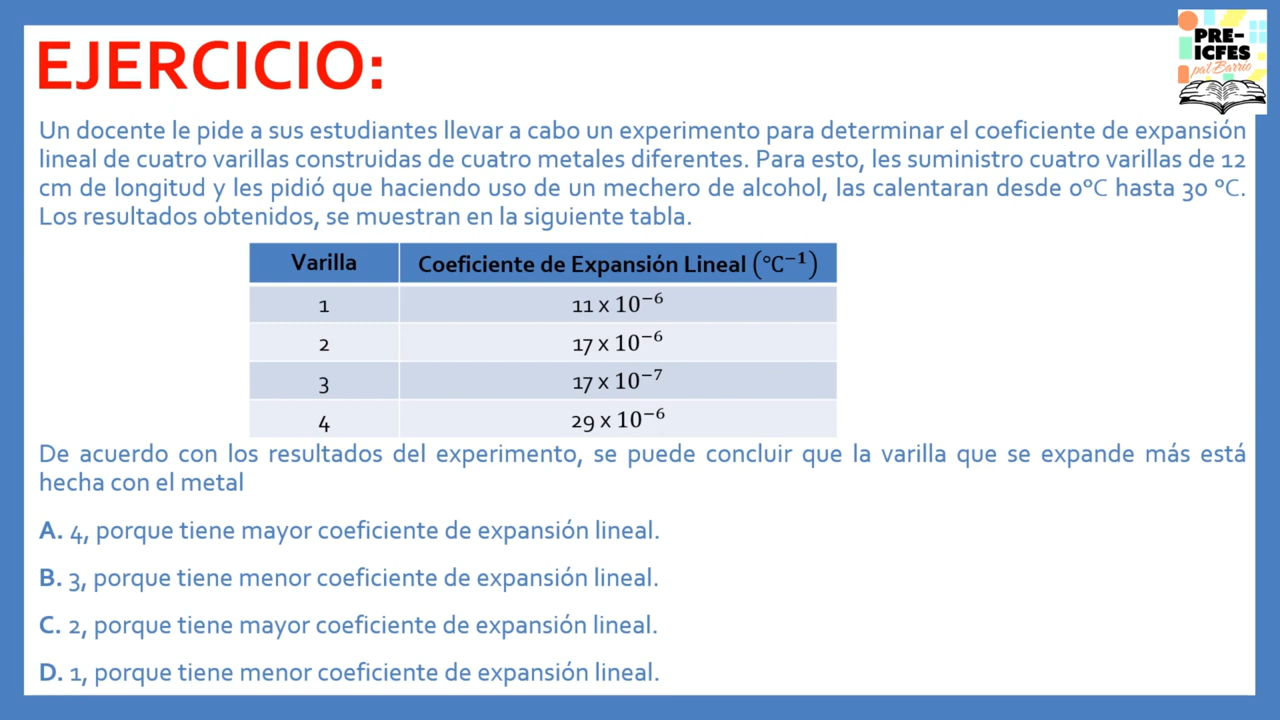 PRE-
ICFES
pal Barrio
EJERCICIO:
Un docente le pide a sus estudiantes llevar a cabo un experimento para determinar el coeficiente de expansión
lineal de cuatro varillas construidas de cuatro metales diferentes. Para esto, les suministro cuatro varillas de 12
cm de longitud y les pidió que haciendo uso de un mechero de alcohol, las calentaran desde 0°C hasta 30 °C.
Los resultados obtenidos, se muestran en la siguiente tabla.
Varilla Coeficiente de Expansión Lineal (°C⁻¹)
1 11 x 10⁻⁶
2 17 x 10⁻⁶
3 17 x 10⁻⁷
4 29 x 10⁻⁶
De acuerdo con los resultados del experimento, se puede concluir que la varilla que se expande más está
hecha con el metal
A. 4, porque tiene mayor coeficiente de expansión lineal.
B. 3, porque tiene menor coeficiente de expansión lineal.
C. 2, porque tiene mayor coeficiente de expansión lineal.
D. 1, porque tiene menor coeficiente de expansión lineal.